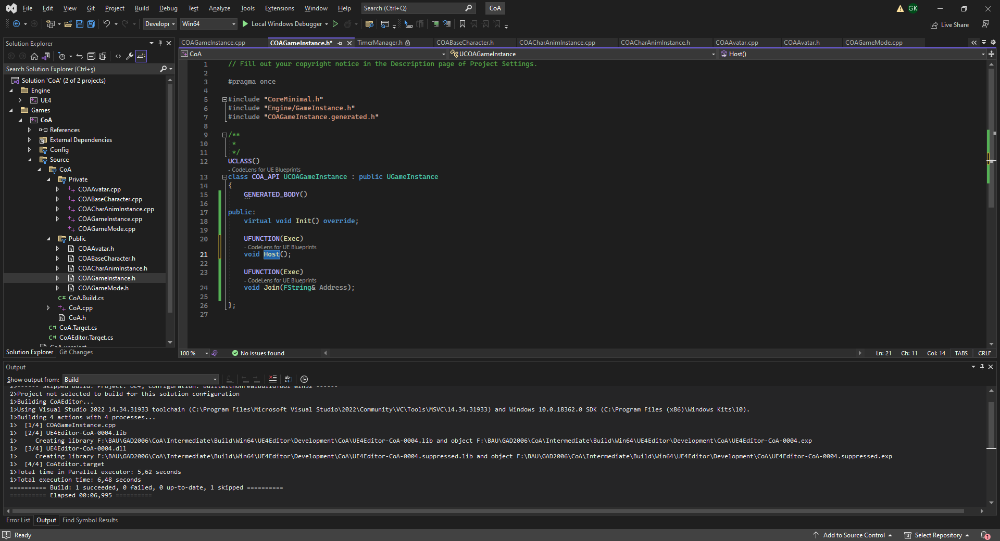 File Edit View Git Project Build Debug Test Analyze Tools Extensions Window Help Search (Ctrl+Q) CoA GK
Developı Win64 Local Windows Debugger Live Share
Solution Explorer
Search Solution Explorer (Ctrl+ş)
Solution 'CoA' (2 of 2 projects)
Engine
UE4
Games
CoA
References
External Dependencies
Config
Source
CoA
Private
COAAvatar.cpp
COABaseCharacter.cpp
COACharAnimInstance.cpp
COAGameInstance.cpp
COAGameMode.cpp
Public
COAAvatar.h
COABaseCharacter.h
COACharAnimInstance.h
COAGameInstance.h
COAGameMode.h
CoA.Build.cs
CoA.cpp
CoA.h
CoA.Target.cs
CoAEditor.Target.cs
CoA.uproject
Solution Explorer Git Changes
COAGameInstance.cpp COAGameInstance.h* TimerManager.h COABaseCharacter.h COACharAnimInstance.cpp COACharAnimInstance.h COAAvatar.cpp COAAvatar.h COAGameMode.cpp
CoA UCOAGameInstance Host()
1 // Fill out your copyright notice in the Description page of Project Settings.
2
3 #pragma once
4
5 #include "CoreMinimal.h"
6 #include "Engine/GameInstance.h"
7 #include "COAGameInstance.generated.h"
8
9 /**
10 *
11 */
12 UCLASS()
- CodeLens for UE Blueprints
13 class COA_API UCOAGameInstance : public UGameInstance
14 {
15 GENERATED_BODY()
16
17 public:
18 virtual void Init() override;
19
20 UFUNCTION(Exec)
- CodeLens for UE Blueprints
21 void Host();
22
23 UFUNCTION(Exec)
- CodeLens for UE Blueprints
24 void Join(FString& Address);
25
26 };
27
100 % No issues found Ln: 21 Ch: 11 Col: 14 TABS CRLF
Output
Show output from: Build
2>------ Skipped Build: Project: UE4, Configuration: BuiltWithUnrealBuildTool Win32 ------
2>Project not selected to build for this solution configuration
1>Building CoAEditor...
1>Using Visual Studio 2022 14.34.31933 toolchain (C:\Program Files\Microsoft Visual Studio\2022\Community\VC\Tools\MSVC\14.34.31933) and Windows 10.0.18362.0 SDK (C:\Program Files (x86)\Windows Kits\10).
1>Building 4 actions with 4 processes...
1> [1/4] COAGameInstance.cpp
1> [2/4] UE4Editor-CoA-0004.lib
1> Creating library F:\BAU\GAD2006\CoA\Intermediate\Build\Win64\UE4Editor\Development\CoA\UE4Editor-CoA-0004.lib and object F:\BAU\GAD2006\CoA\Intermediate\Build\Win64\UE4Editor\Development\CoA\UE4Editor-CoA-0004.exp
1> [3/4] UE4Editor-CoA-0004.dll
1> Creating library F:\BAU\GAD2006\CoA\Intermediate\Build\Win64\UE4Editor\Development\CoA\UE4Editor-CoA-0004.suppressed.lib and object F:\BAU\GAD2006\CoA\Intermediate\Build\Win64\UE4Editor\Development\CoA\UE4Editor-CoA-0004.suppressed.exp
1> [4/4] CoAEditor.target
1>Total time in Parallel executor: 5,62 seconds
1>Total execution time: 6,48 seconds
========== Build: 1 succeeded, 0 failed, 0 up-to-date, 1 skipped ==========
========== Elapsed 00:06,995 ==========
Error List Output Find Symbol Results
Ready Add to Source Control Select Repository 1